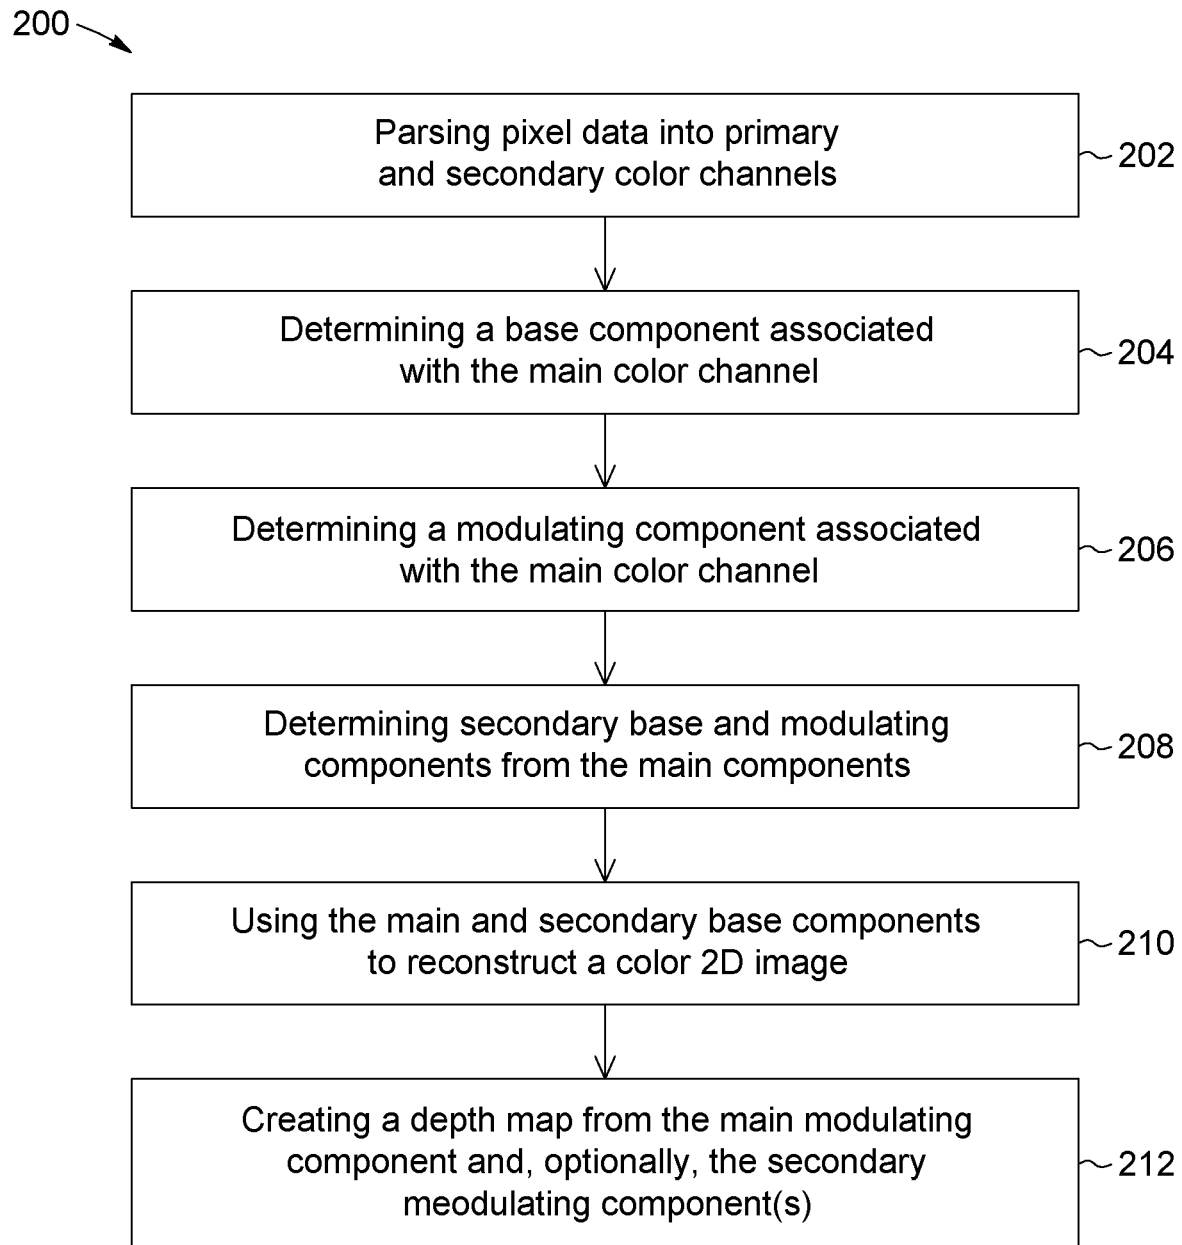 200
Parsing pixel data into primary
and secondary color channels
202
Determining a base component associated
with the main color channel
204
Determining a modulating component associated
with the main color channel
206
Determining secondary base and modulating
components from the main components
208
Using the main and secondary base components
to reconstruct a color 2D image
210
Creating a depth map from the main modulating
component and, optionally, the secondary
meodulating component(s)
212